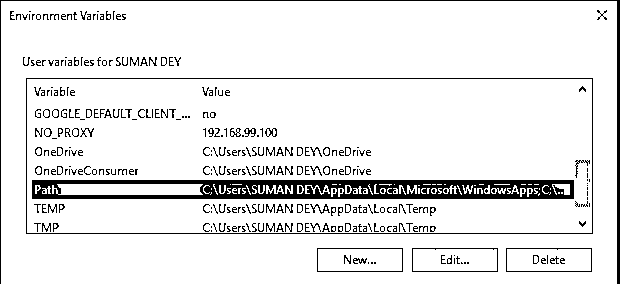 Environment Variables
User variables for SUMAN DEY
Variable Value
GOOGLE_DEFAULT_CLIENT_... no
NO_PROXY 192.168.99.100
OneDrive C:\Users\SUMAN DEY\OneDrive
OneDriveConsumer C:\Users\SUMAN DEY\OneDrive
Path C:\Users\SUMAN DEY\AppData\Local\Microsoft\WindowsApps;C:\...
TEMP C:\Users\SUMAN DEY\AppData\Local\Temp
TMP C:\Users\SUMAN DEY\AppData\Local\Temp
New... Edit... Delete